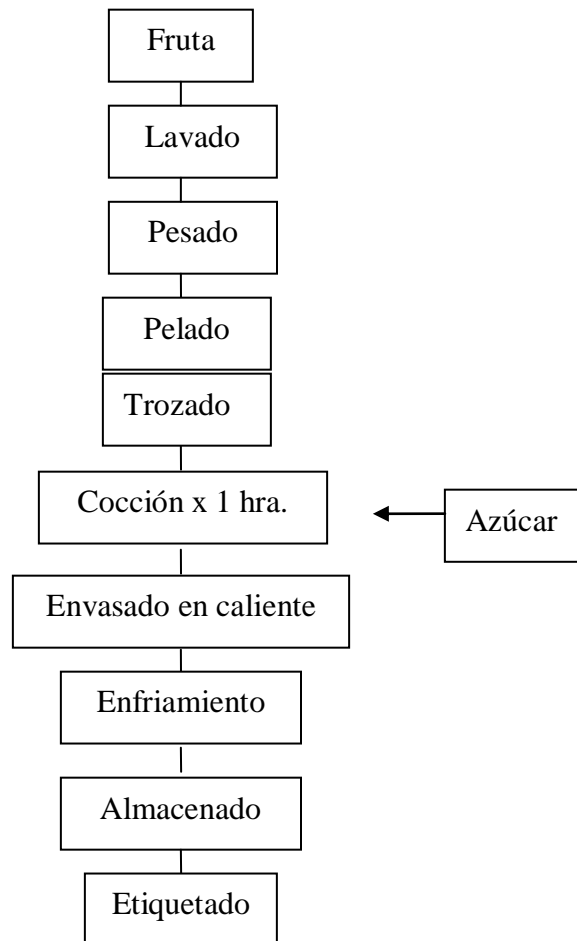 Fruta
Lavado
Pesado
Pelado
Trozado
Cocción x 1 hra.
Azúcar
Envasado en caliente
Enfriamiento
Almacenado
Etiquetado